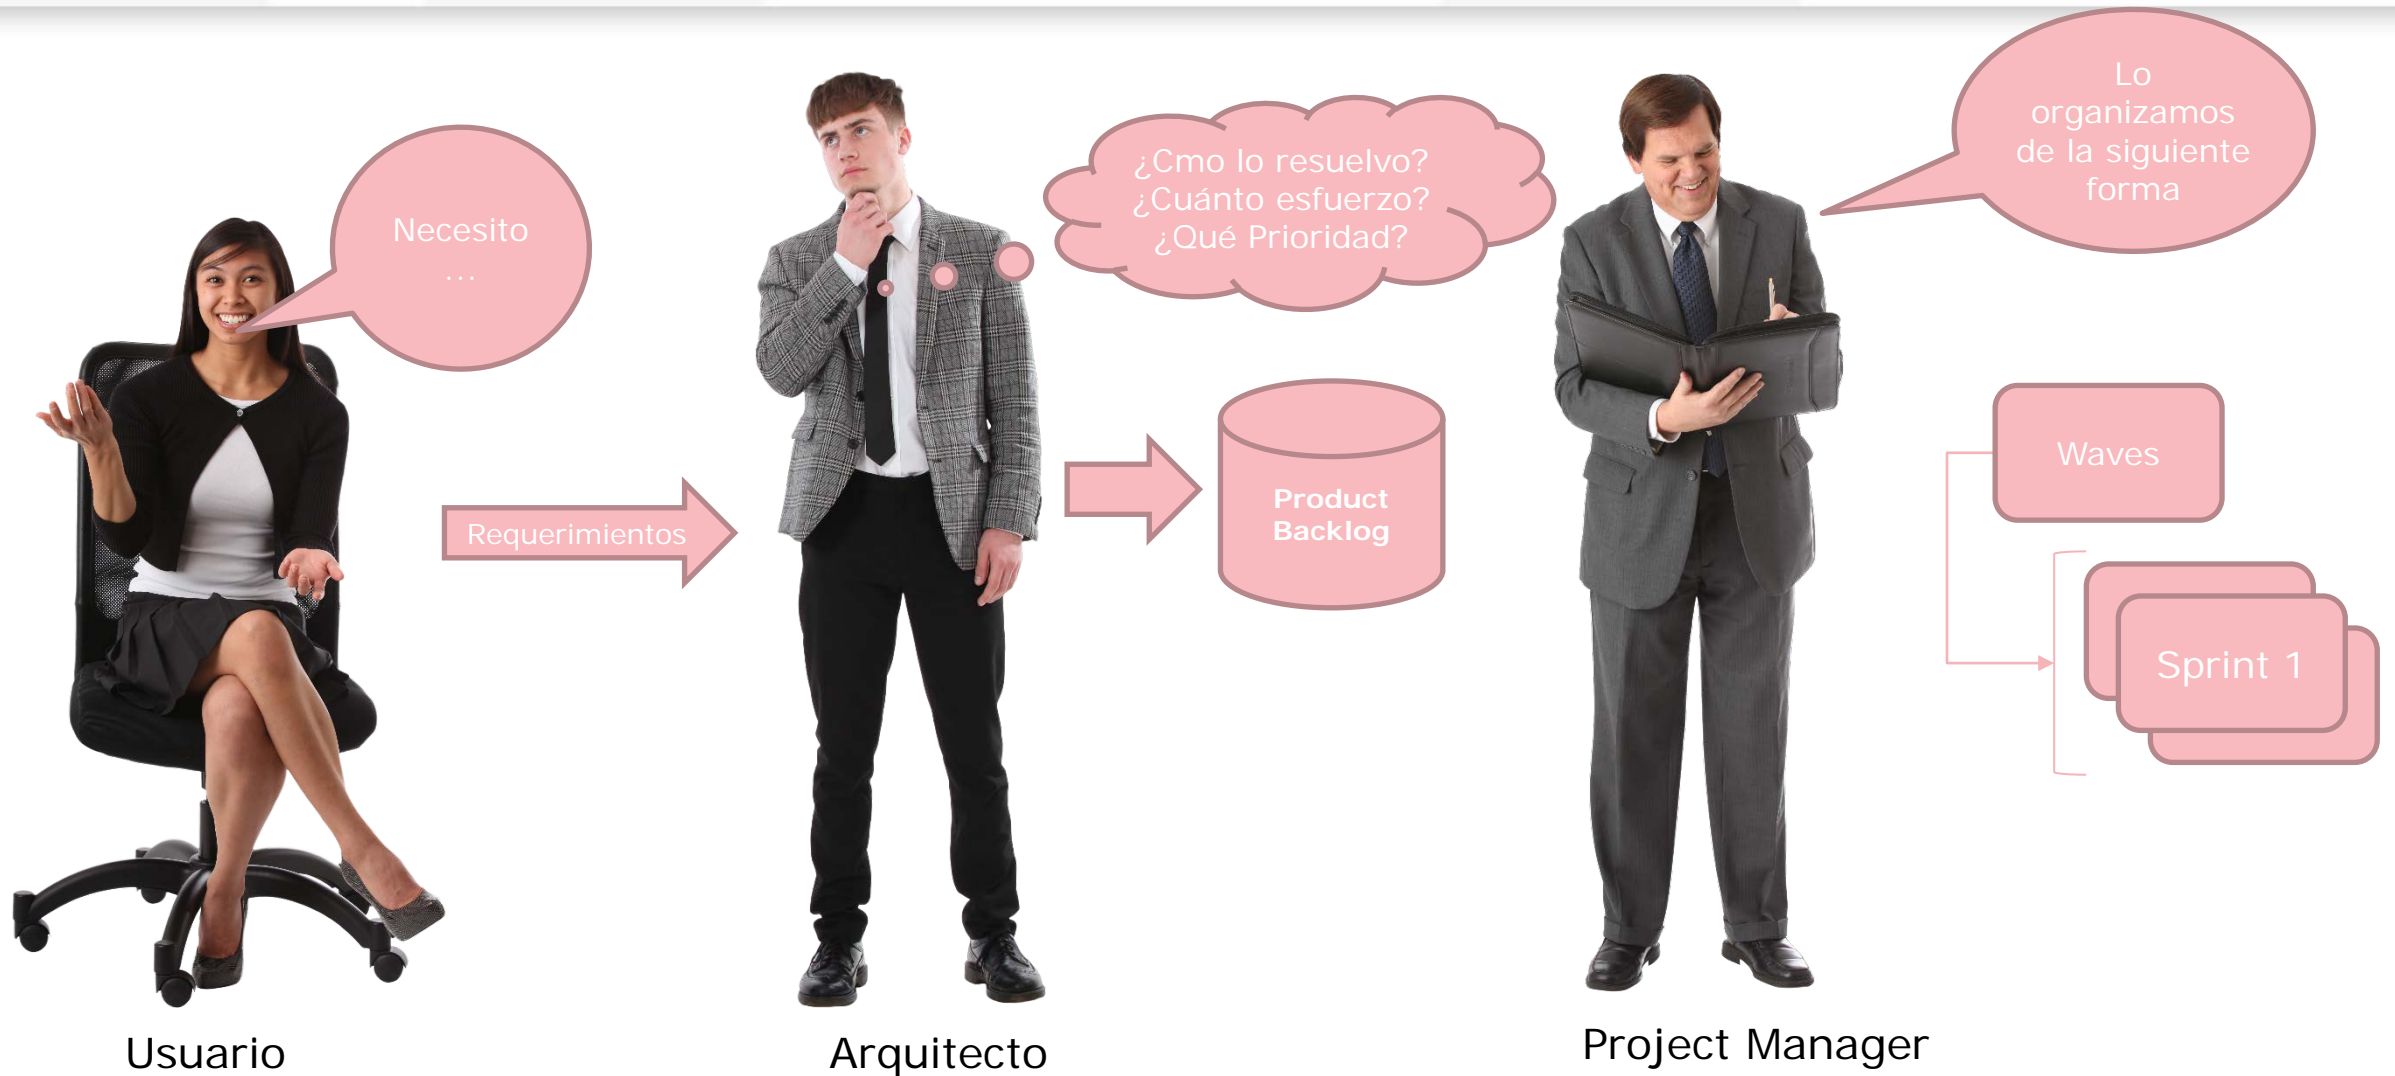 Necesito
...
Usuario
Requerimientos
¿Cmo lo resuelvo?
¿Cuánto esfuerzo?
¿Qué Prioridad?
Arquitecto
Product
Backlog
Lo
organizamos
de la siguiente
forma
Project Manager
Waves
Sprint 1